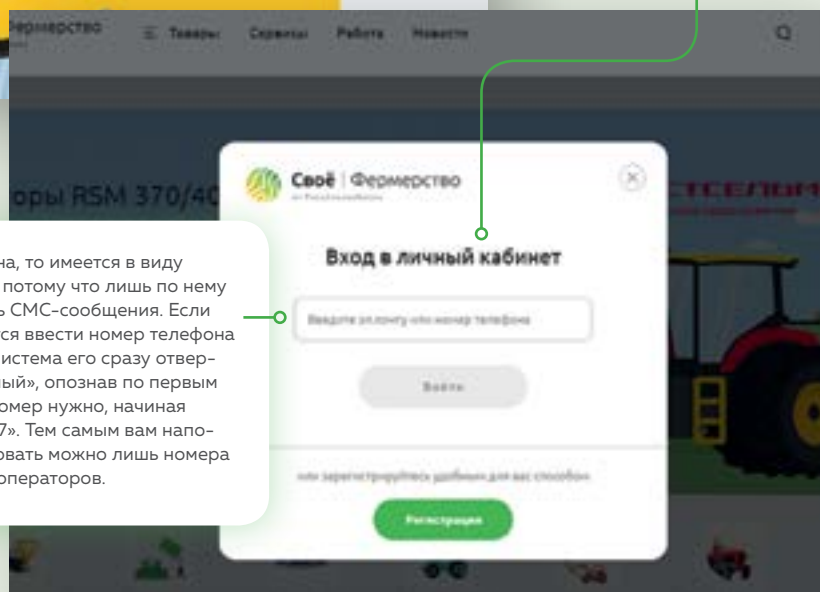 Фермерство Товары Сервисы Работа Новости
оры RSM 370/40
Своё | Фермерство
Вход в личный кабинет
Введите эл.почту или номер телефона
Войти
или зарегистрируйтесь удобным для вас способом
Регистрация
на, то имеется в виду
потому что лишь по нему
ь СМС-сообщения. Если
ся ввести номер телефона
истема его сразу отвер-
ный», опознав по первым
омер нужно, начиная
7». Тем самым вам напо-
овать можно лишь номера
операторов.